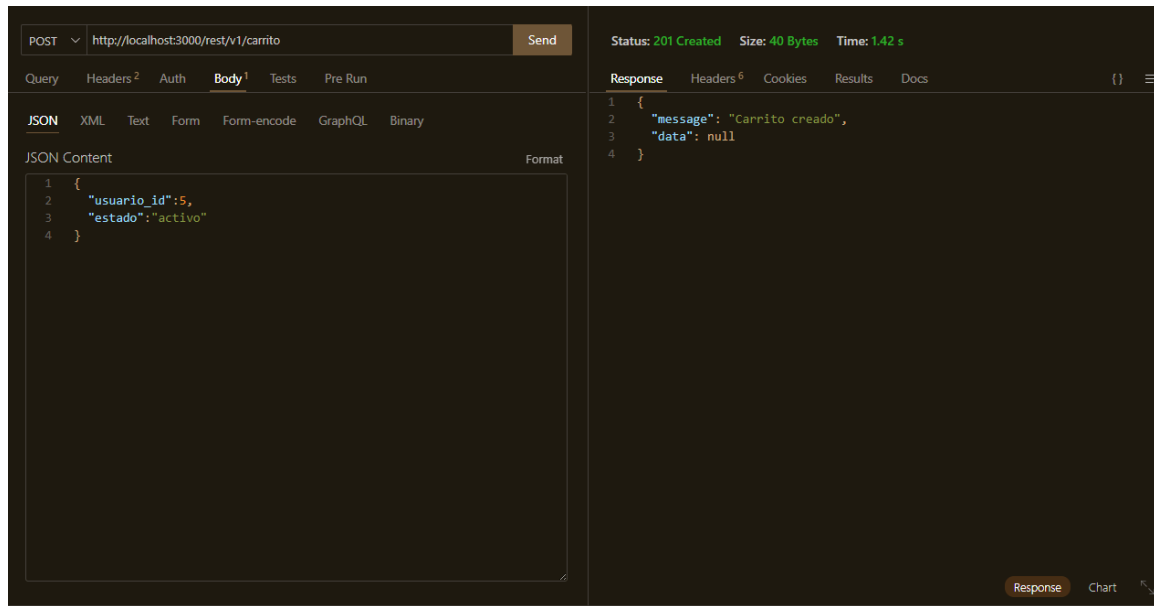 POST http://localhost:3000/rest/v1/carrito Send
Query Headers 2 Auth Body 1 Tests Pre Run
JSON XML Text Form Form-encode GraphQL Binary
JSON Content Format
1 {
2 "usuario_id":5,
3 "estado":"activo"
4 }
Status: 201 Created Size: 40 Bytes Time: 1.42 s
Response Headers 6 Cookies Results Docs { }
1 {
2 "message": "Carrito creado",
3 "data": null
4 }
Response Chart